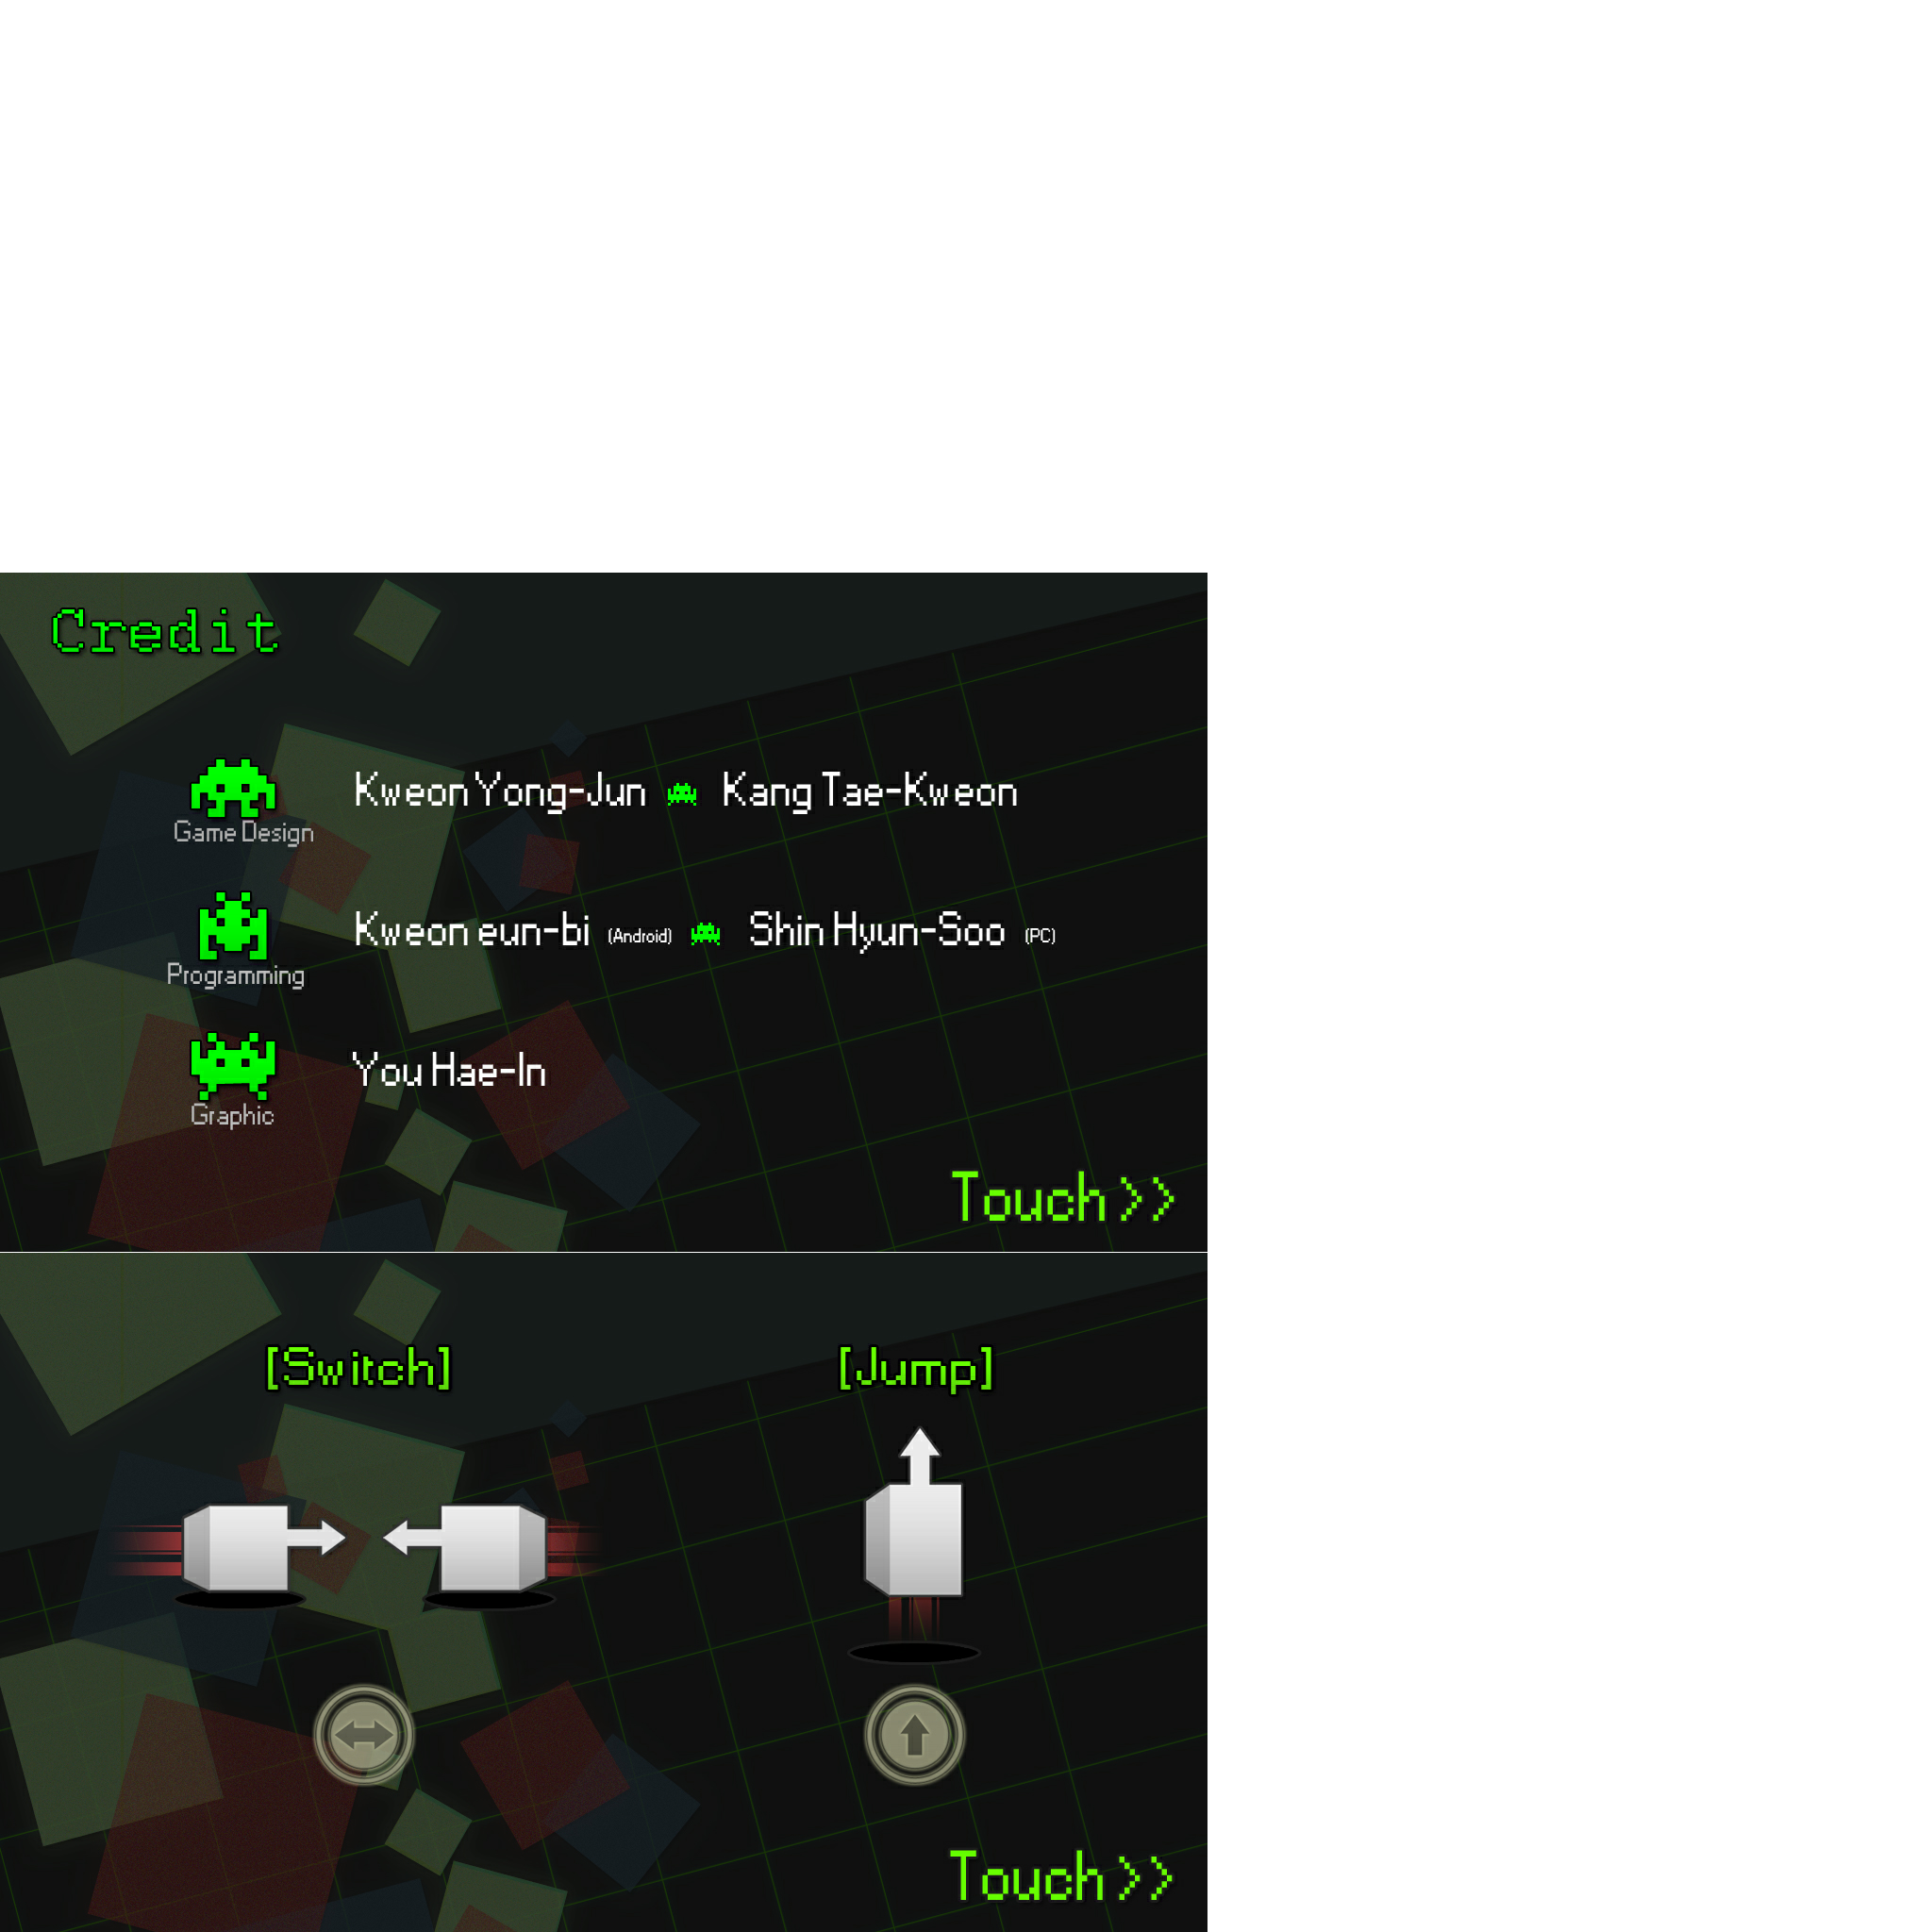 Credit
Kweon Yong-Jun Kang Tae-Kweon
Game Design
Kweon eun-bi (Android) Shin Hyun-Soo (PC)
Programming
You Hae-In
Graphic
Touch >>
[Switch] [Jump]
Touch >>